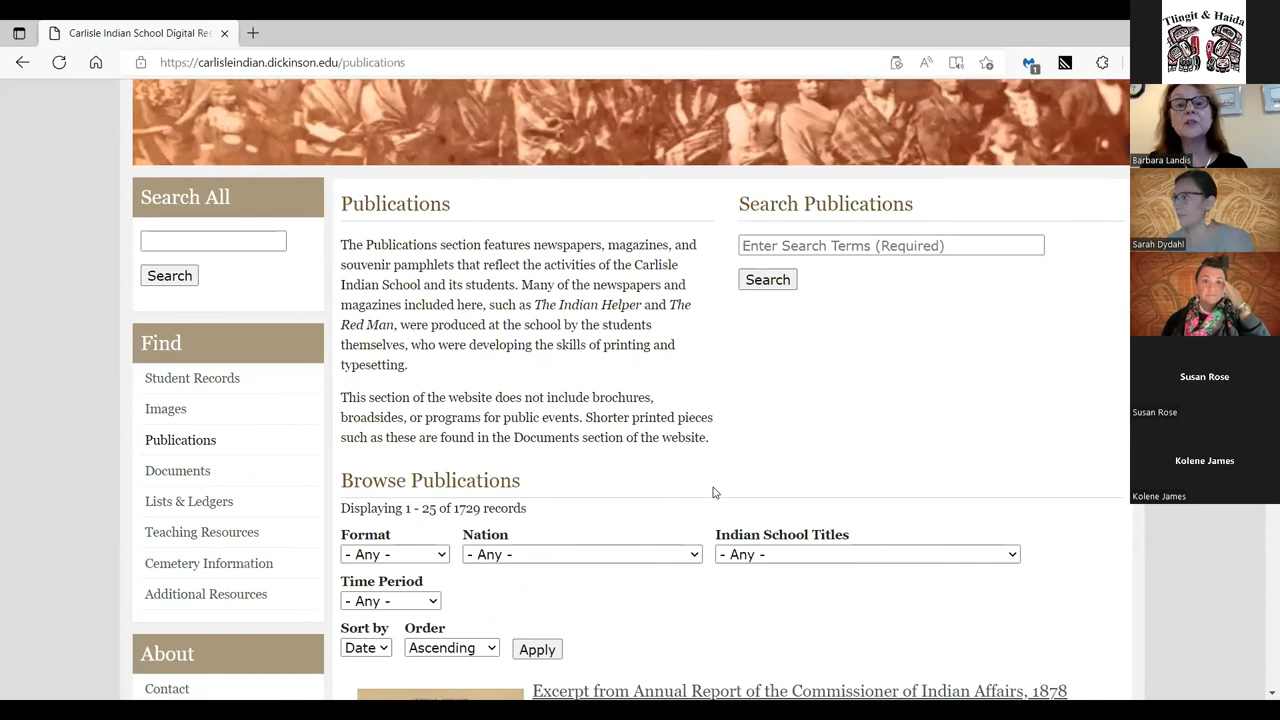 Carlisle Indian School Digital Res
https://carlisleindian.dickinson.edu/publications
1
Search All
Search
Find
Student Records
Images
Publications
Documents
Lists & Ledgers
Teaching Resources
Cemetery Information
Additional Resources
About
Contact
Publications
The Publications section features newspapers, magazines, and
souvenir pamphlets that reflect the activities of the Carlisle
Indian School and its students. Many of the newspapers and
magazines included here, such as The Indian Helper and The
Red Man, were produced at the school by the students
themselves, who were developing the skills of printing and
typesetting.
This section of the website does not include brochures,
broadsides, or programs for public events. Shorter printed pieces
such as these are found in the Documents section of the website.
Search Publications
Enter Search Terms (Required)
Search
Browse Publications
Displaying 1 - 25 of 1729 records
Format
- Any -
Nation
- Any -
Indian School Titles
- Any -
Time Period
- Any -
Sort by
Date
Order
Ascending
Apply
Excerpt from Annual Report of the Commissioner of Indian Affairs, 1878
Tlingit & Haida
Barbara Landis
Sarah Dydahl
Susan Rose
Susan Rose
Kolene James
Kolene James